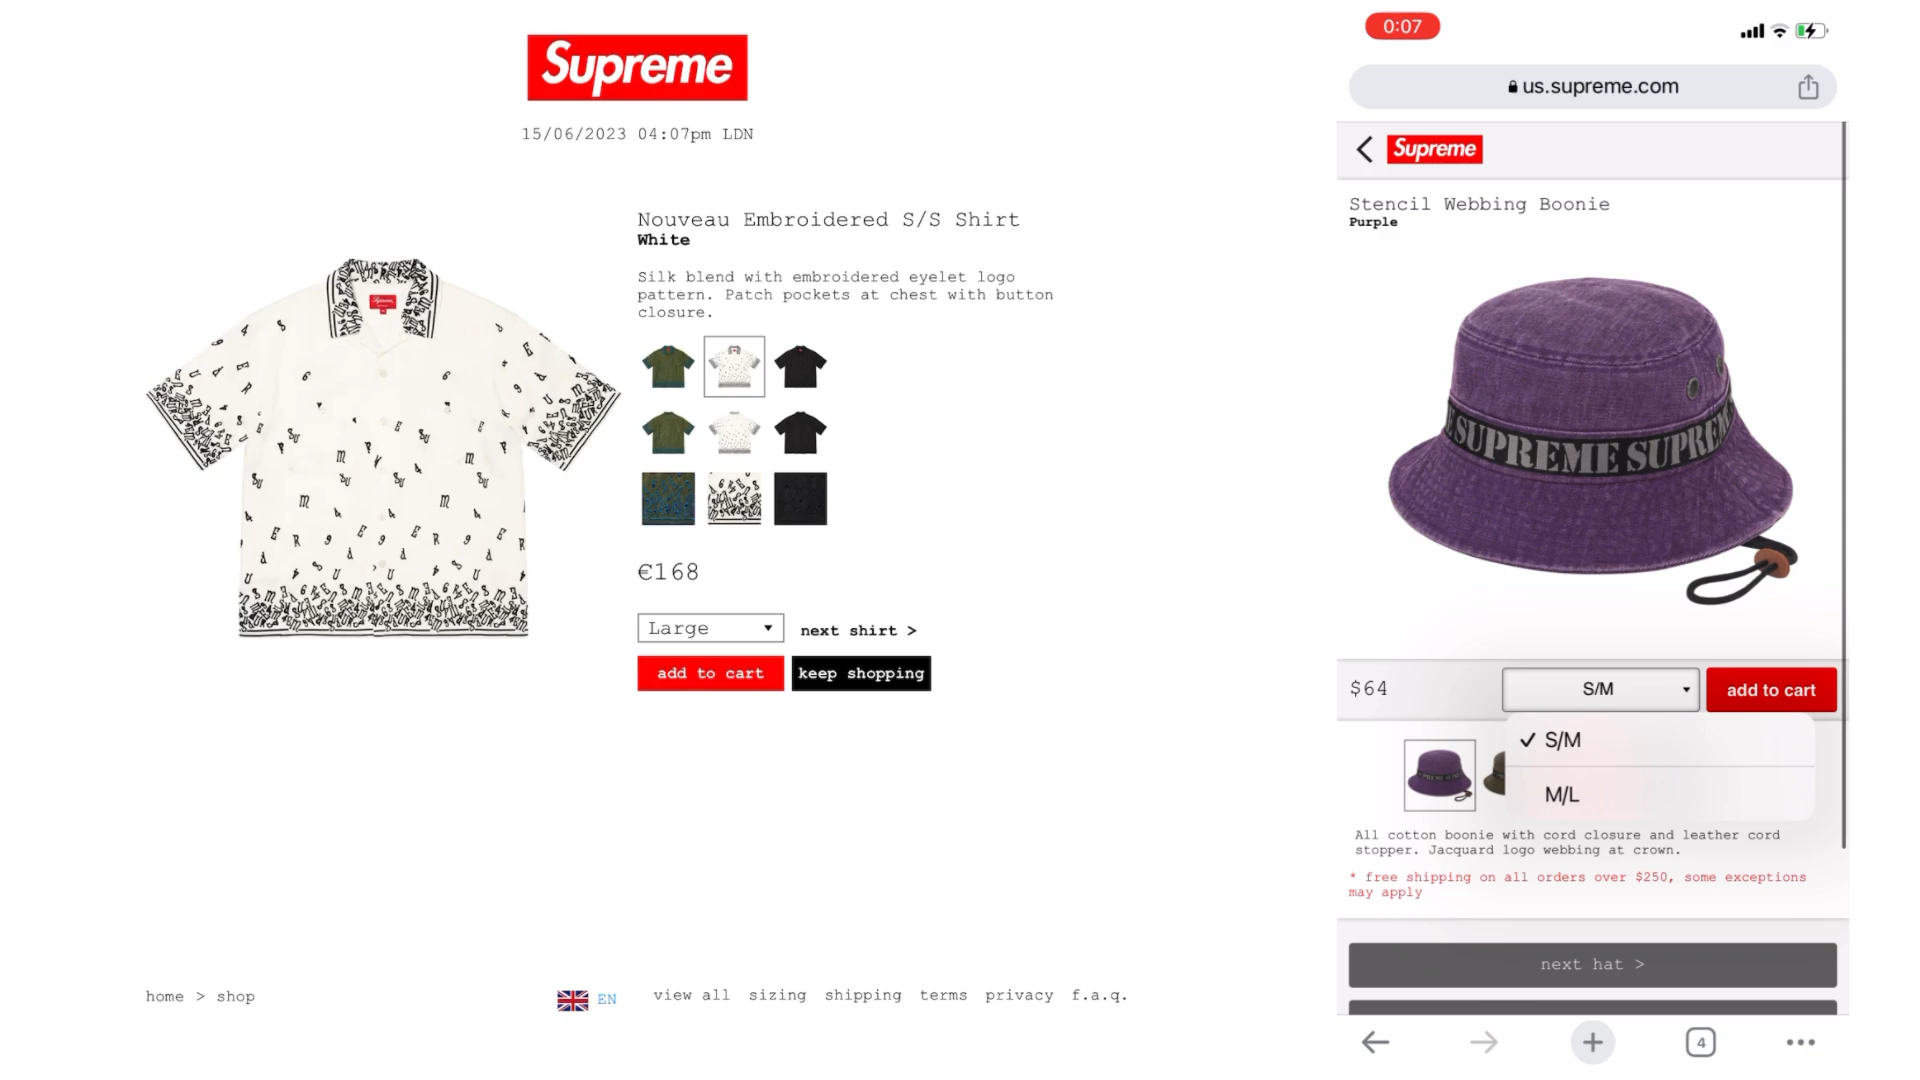 Supreme
15/06/2023 04:07pm LDN
Nouveau Embroidered S/S Shirt
White
Silk blend with embroidered eyelet logo
pattern. Patch pockets at chest with button
closure.
€168
Large ▼
next shirt >
add to cart
keep shopping
home > shop
EN
view all sizing shipping terms privacy f.a.q.
0:07
us.supreme.com
Supreme
Stencil Webbing Boonie
Purple
E SUPREME SUPREM
$64
S/M
add to cart
✓ S/M
M/L
All cotton boonie with cord closure and leather cord
stopper. Jacquard logo webbing at crown.
* free shipping on all orders over $250, some exceptions
may apply
next hat >
4